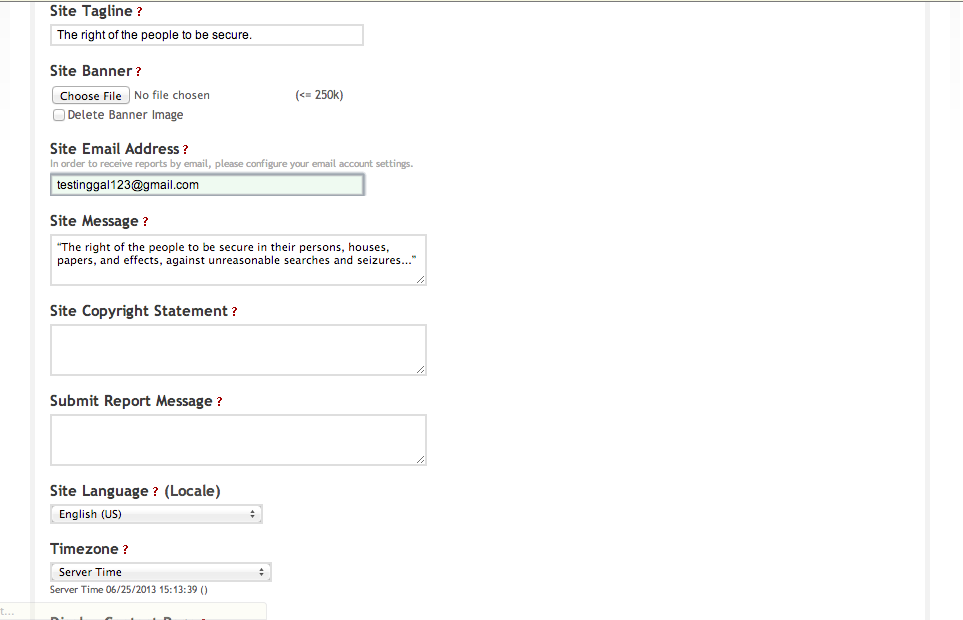 Site Tagline ?
The right of the people to be secure.
Site Banner ?
Choose File No file chosen (<= 250k)
Delete Banner Image
Site Email Address ?
In order to receive reports by email, please configure your email account settings.
testinggal123@gmail.com
Site Message ?
"The right of the people to be secure in their persons, houses,
papers, and effects, against unreasonable searches and seizures..."
Site Copyright Statement ?
Submit Report Message ?
Site Language ? (Locale)
English (US)
Timezone ?
Server Time
Server Time 06/25/2013 15:13:39 ()
t...